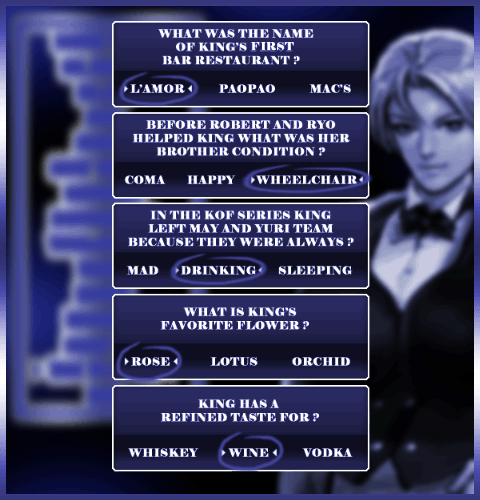 WHAT WAS THE NAME
OF KING'S FIRST
BAR RESTAURANT ?
L'AMOR PAOPAO MAC'S
BEFORE ROBERT AND RYO
HELPED KING WHAT WAS HER
BROTHER CONDITION ?
COMA HAPPY WHEELCHAIR
IN THE KOF SERIES KING
LEFT MAY AND YURI TEAM
BECAUSE THEY WERE ALWAYS ?
MAD DRINKING SLEEPING
WHAT IS KING'S
FAVORITE FLOWER ?
ROSE LOTUS ORCHID
KING HAS A
REFINED TASTE FOR ?
WHISKEY WINE VODKA